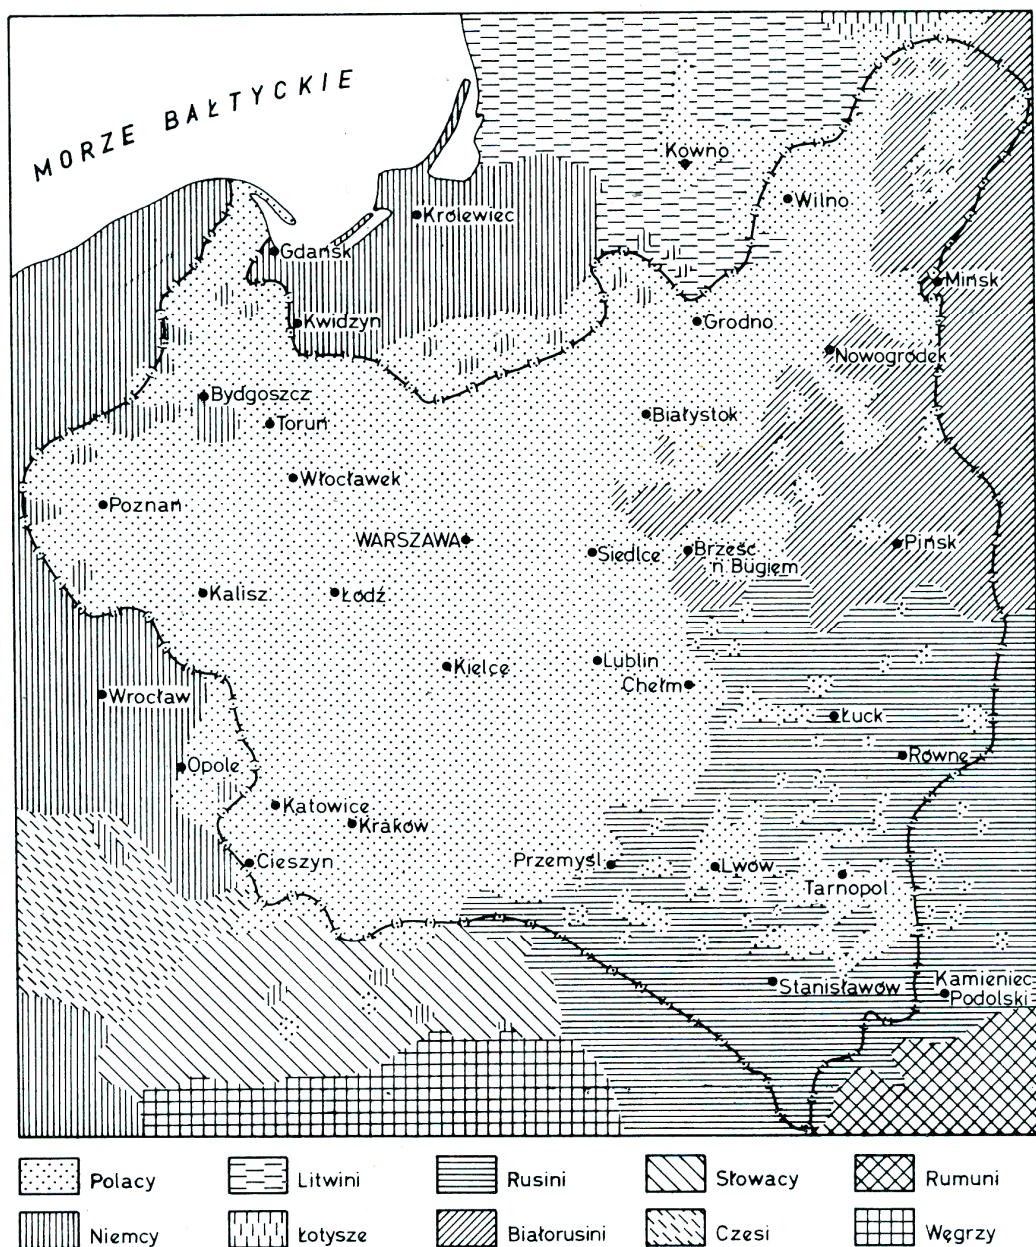 MORZE BAŁTYCKIE
Kowno
Wilno
Królewiec
Gdańsk
Mińsk
Kwidzyn
Grodno
Nowogródek
Bydgoszcz
Toruń
Białystok
Włocławek
Poznań
WARSZAWA
Siedlce
Brześć
n Bugiem
Pińsk
Kalisz
Łódź
Kielce
Lublin
Chełm
Wrocław
Łuck
Równe
Opole
Katowice
Kraków
Cieszyn
Przemyśl
Lwów
Tarnopol
Stanisławów
Kamieniec
Podolski
Polacy
Litwini
Rusini
Słowacy
Rumuni
Niemcy
Łotysze
Białorusini
Czesi
Węgrzy